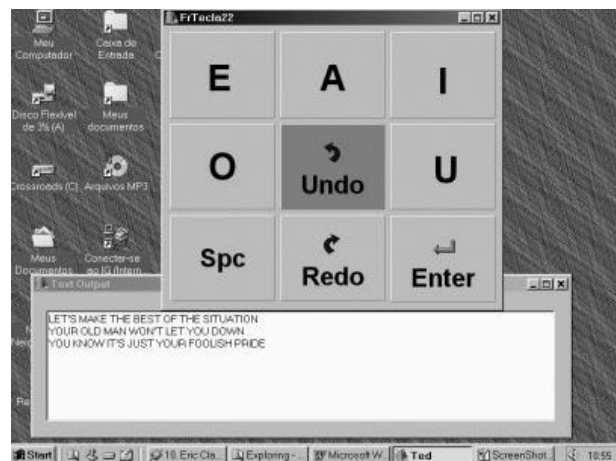 Meu
Computador
Caixa de
Entrada
FrTecla22
E A I
Disco Flexível
de 3½ (A)
Meus
documentos
O Undo U
Crossroads (C)
Arquivos MP3
Spc Redo Enter
Meus
Documentos
Conectar-se
ao IG (Intern...
Text Output
LET'S MAKE THE BEST OF THE SITUATION
YOUR OLD MAN WON'T LET YOU DOWN
YOU KNOW IT'S JUST YOUR FOOLISH PRIDE
Start
10. Eric Cla...
Exploring - ...
Microsoft W...
Ted
ScreenShot...
10:55